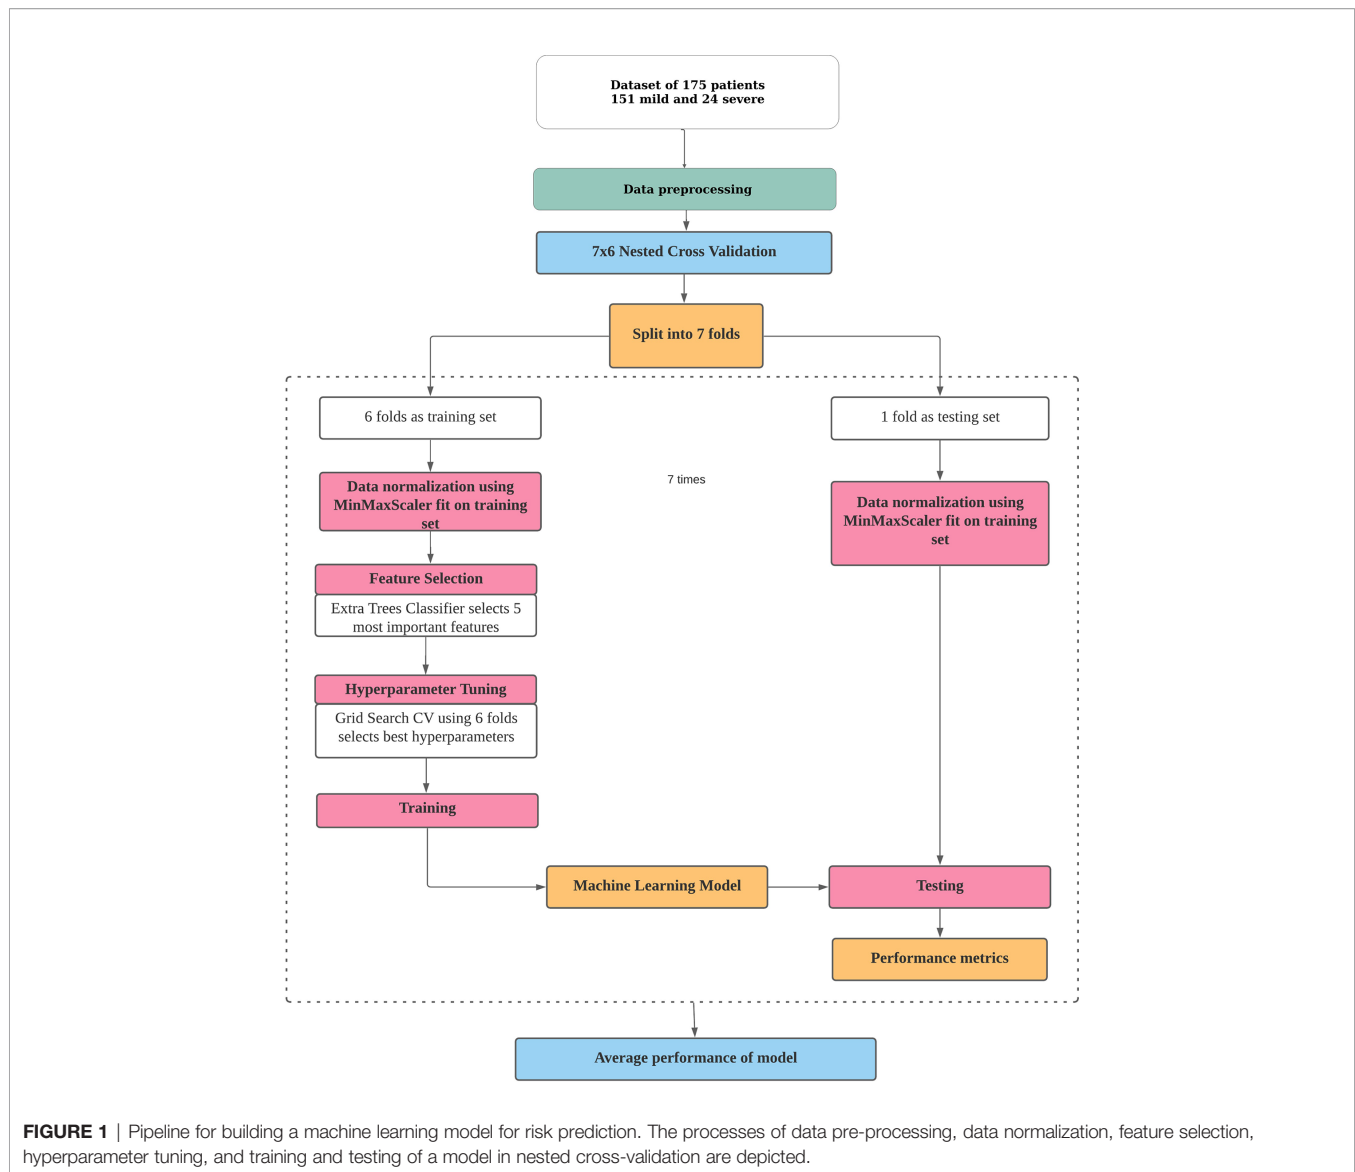 Dataset of 175 patients
151 mild and 24 severe
Data preprocessing
7x6 Nested Cross Validation
Split into 7 folds
6 folds as training set
1 fold as testing set
7 times
Data normalization using
MinMaxScaler fit on training
set
Data normalization using
MinMaxScaler fit on training
set
Feature Selection
Extra Trees Classifier selects 5
most important features
Hyperparameter Tuning
Grid Search CV using 6 folds
selects best hyperparameters
Training
Machine Learning Model
Testing
Performance metrics
Average performance of model
FIGURE 1 | Pipeline for building a machine learning model for risk prediction. The processes of data pre-processing, data normalization, feature selection,
hyperparameter tuning, and training and testing of a model in nested cross-validation are depicted.